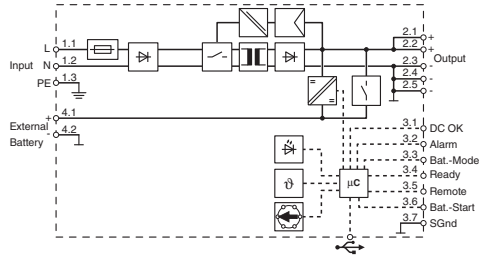 L 1.1
Input N 1.2
PE 1.3
+ 4.1
External
Battery - 4.2
2.1 +
2.2 +
Output
2.3 -
2.4 -
2.5 -
= =
ϑ
µC
3.1 DC OK
3.2 Alarm
3.3 Bat.-Mode
3.4 Ready
3.5 Remote
3.6 Bat.-Start
3.7 SGnd